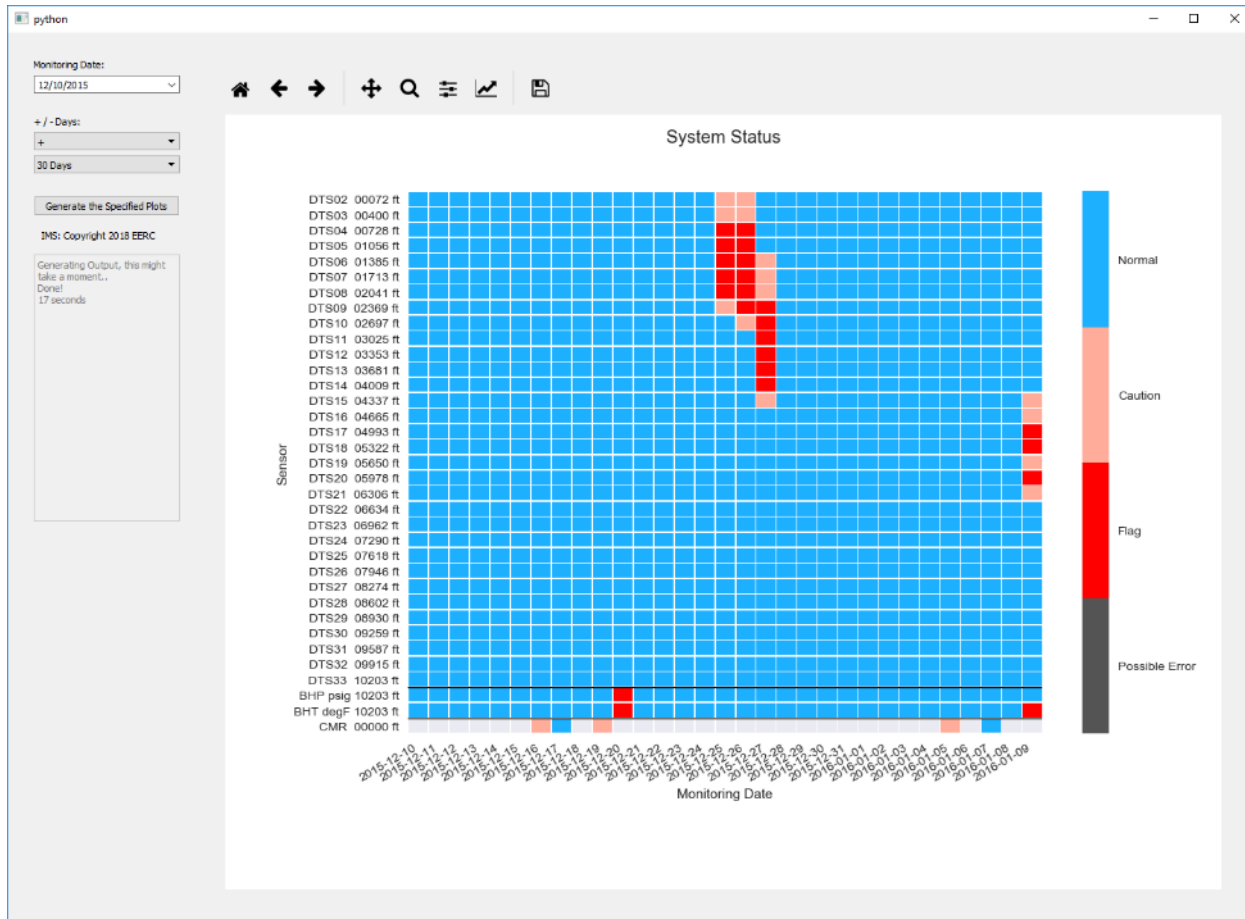 python
Monitoring Date:
12/10/2015
+ / - Days:
+
30 Days
Generate the Specified Plots
IMS: Copyright 2018 EERC
Generating Output, this might
take a moment..
Done!
17 seconds
System Status
Sensor
DTS02 00072 ft
DTS03 00400 ft
DTS04 00728 ft
DTS05 01056 ft
DTS06 01385 ft
DTS07 01713 ft
DTS08 02041 ft
DTS09 02369 ft
DTS10 02697 ft
DTS11 03025 ft
DTS12 03353 ft
DTS13 03681 ft
DTS14 04009 ft
DTS15 04337 ft
DTS16 04665 ft
DTS17 04993 ft
DTS18 05322 ft
DTS19 05650 ft
DTS20 05978 ft
DTS21 06306 ft
DTS22 06634 ft
DTS23 06962 ft
DTS24 07290 ft
DTS25 07618 ft
DTS26 07946 ft
DTS27 08274 ft
DTS28 08602 ft
DTS29 08930 ft
DTS30 09259 ft
DTS31 09587 ft
DTS32 09915 ft
DTS33 10203 ft
BHP psig 10203 ft
BHT degF 10203 ft
CMR 00000 ft
2015-12-10
2015-12-11
2015-12-12
2015-12-13
2015-12-14
2015-12-15
2015-12-16
2015-12-17
2015-12-18
2015-12-19
2015-12-20
2015-12-21
2015-12-22
2015-12-23
2015-12-24
2015-12-25
2015-12-26
2015-12-27
2015-12-28
2015-12-29
2015-12-30
2015-12-31
2016-01-01
2016-01-02
2016-01-03
2016-01-04
2016-01-05
2016-01-06
2016-01-07
2016-01-08
2016-01-09
Monitoring Date
Normal
Caution
Flag
Possible Error